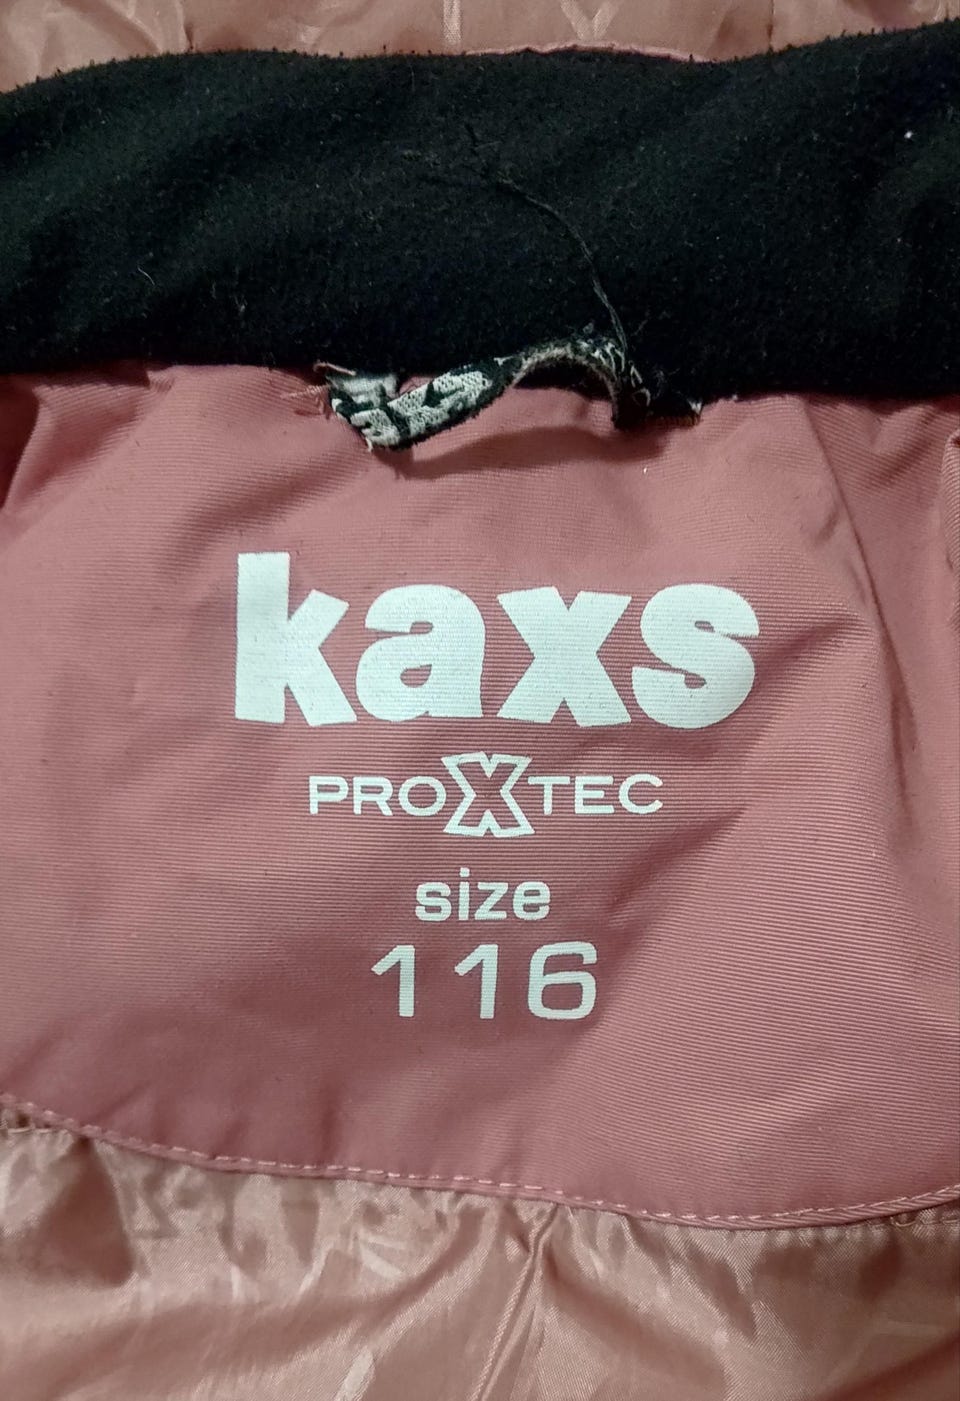 kaxs
PROXTEC
size
116